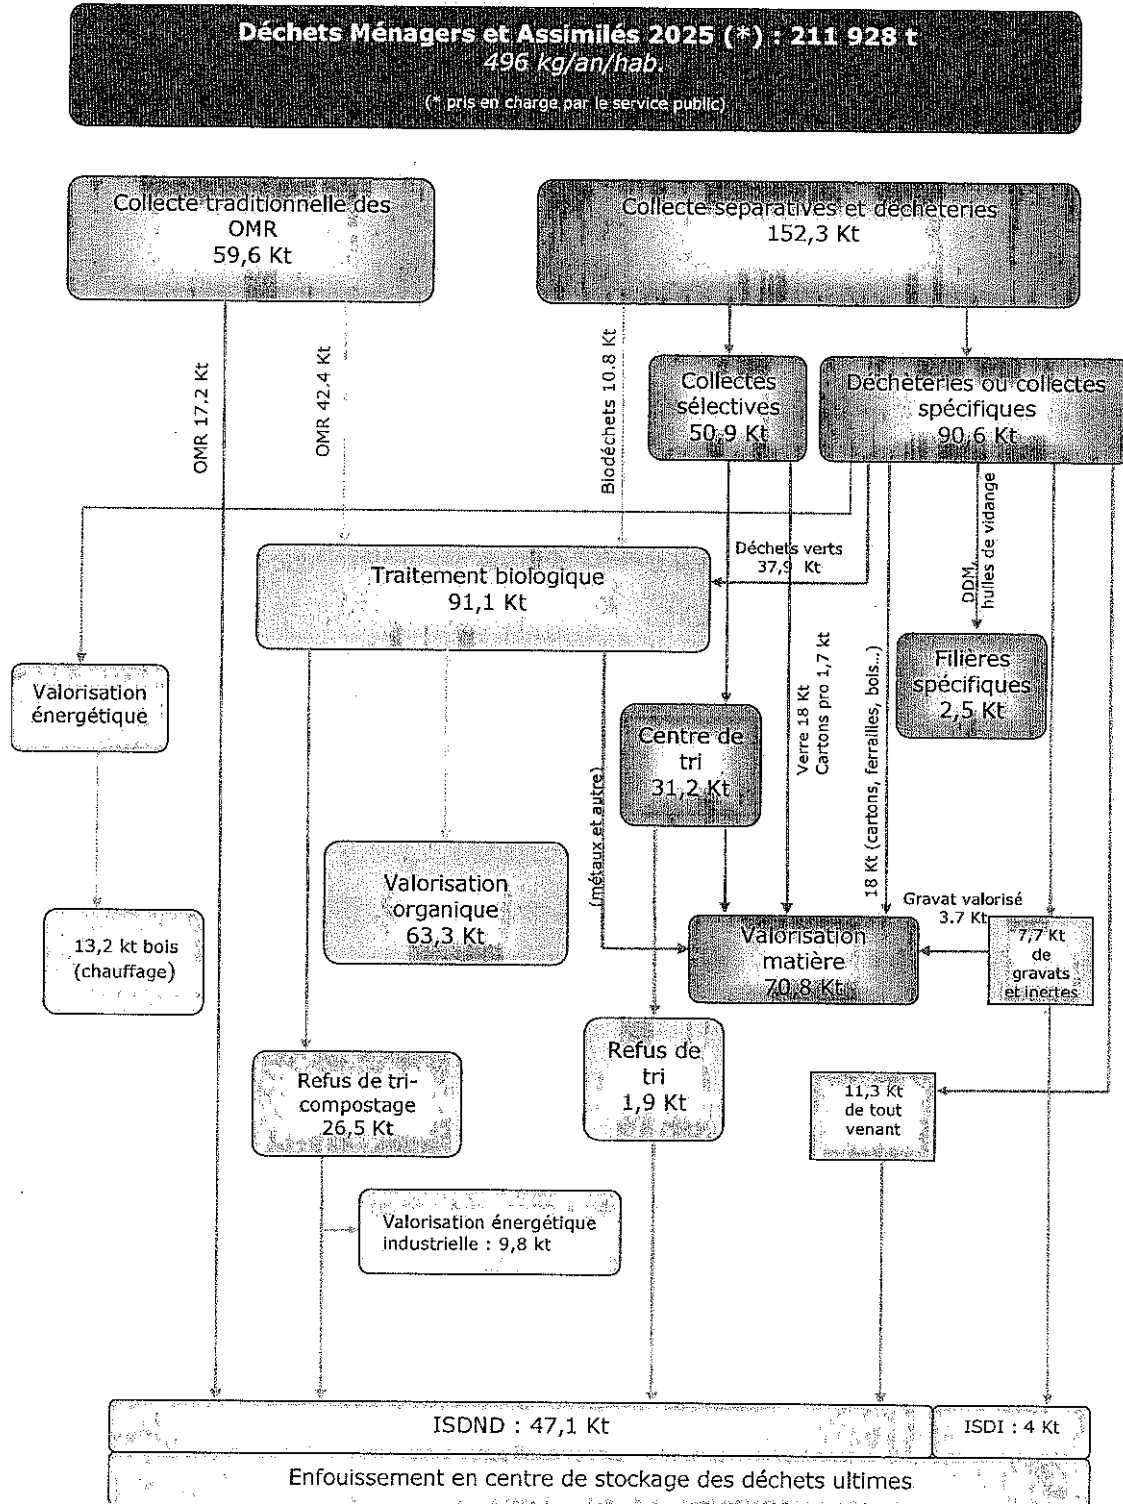 Déchets Ménagers et Assimilés 2025 (*) : 211 928 t
496 kg/an/hab.
(* pris en charge par le service public)
Collecte traditionnelle des
OMR
59,6 Kt
Collecte séparatives et déchèteries
152,3 Kt
OMR 17.2 Kt
OMR 42.4 Kt
Biodéchets 10.8 Kt
Collectes
sélectives
50,9 Kt
Déchèteries ou collectes
spécifiques
90,6 Kt
Déchets verts
37,9 Kt
DDM,
huiles de vidange
Traitement biologique
91,1 Kt
Filières
spécifiques
2,5 Kt
Valorisation
énergétique
Verre 18 Kt
Cartons pro 1,7 kt
18 Kt (cartons, ferrailles, bois...)
Centre de
tri
31,2 Kt
(métaux et autre)
Valorisation
organique
63,3 Kt
Gravat valorisé
3.7 Kt
13,2 kt bois
(chauffage)
Valorisation
matière
70,8 Kt
7,7 Kt
de
gravats
et inertes
Refus de tri-
compostage
26,5 Kt
Refus de
tri
1,9 Kt
11,3 Kt
de tout
venant
Valorisation énergétique
industrielle : 9,8 kt
ISDND : 47,1 Kt
ISDI : 4 Kt
Enfouissement en centre de stockage des déchets ultimes